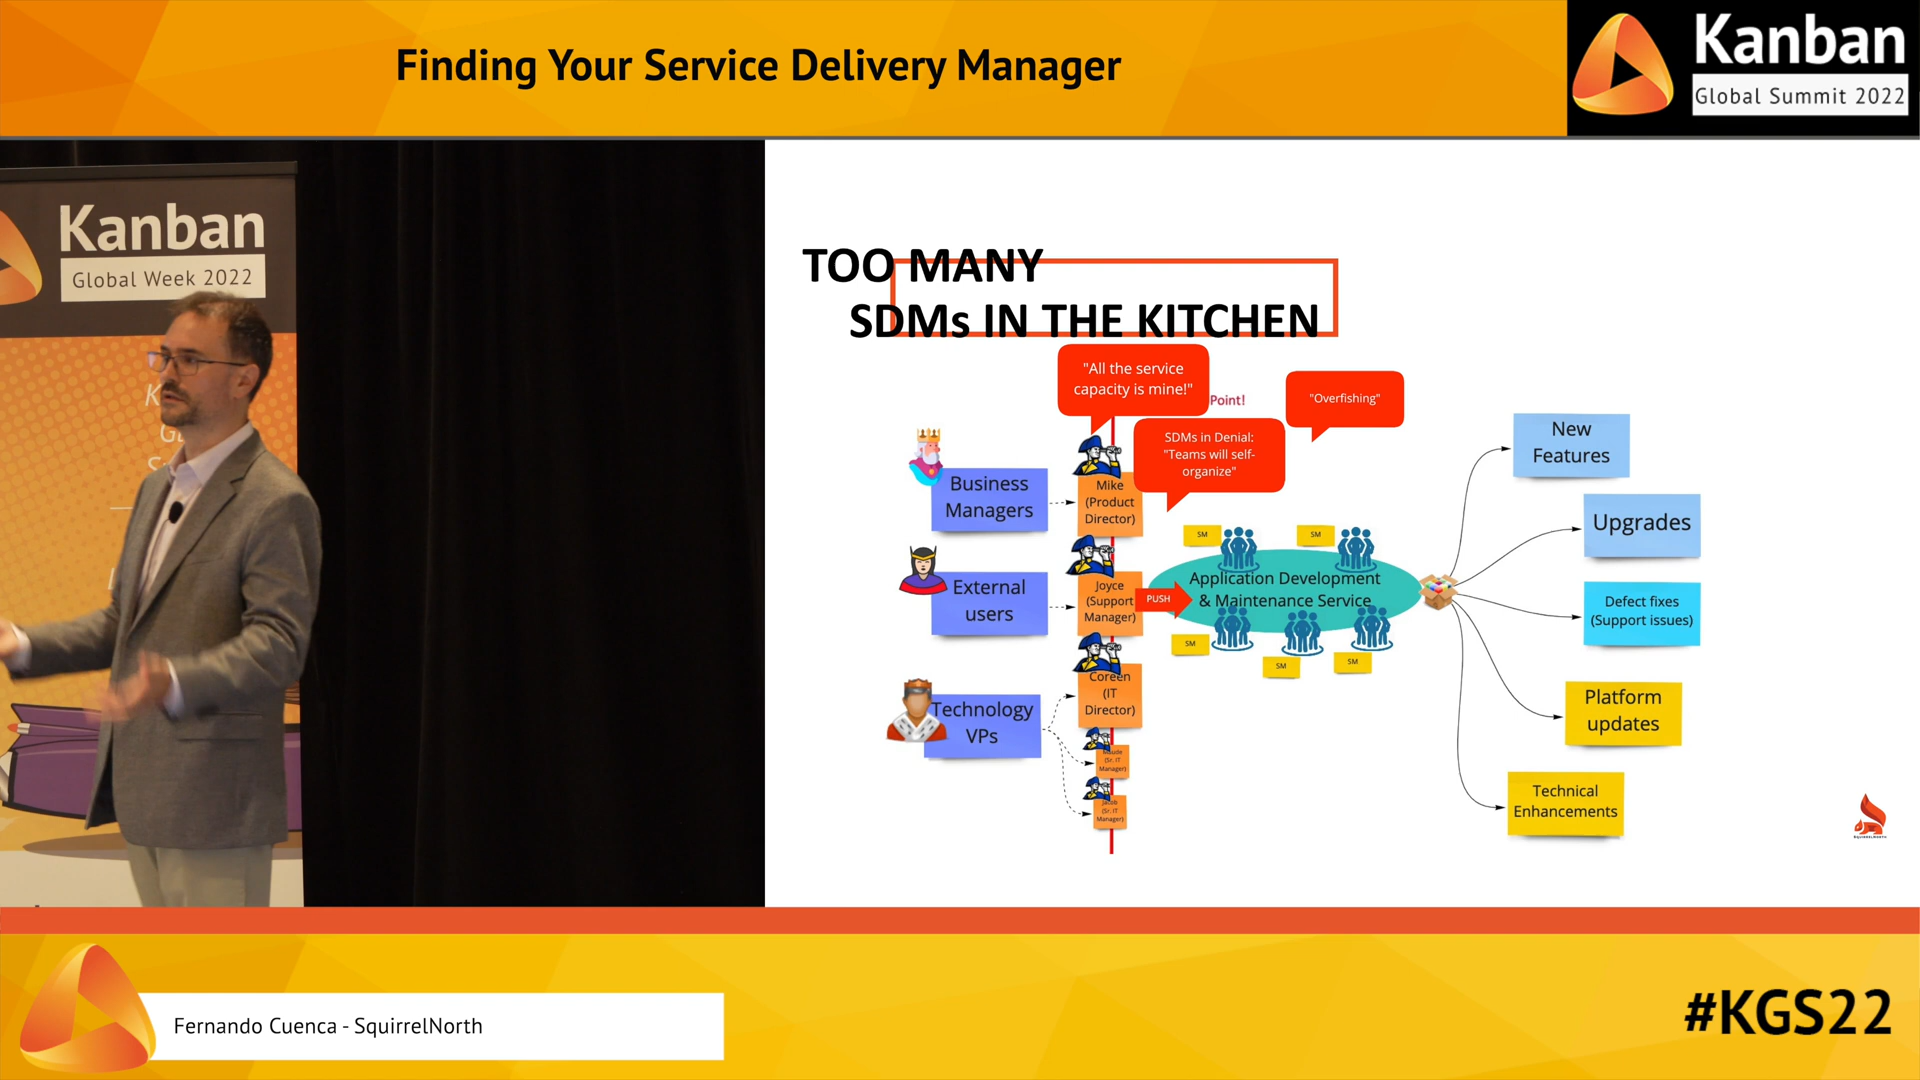 Finding Your Service Delivery Manager
Kanban
Global Summit 2022
Kanban
Global Week 2022
K
G
S
TOO MANY
SDMs IN THE KITCHEN
"All the service
capacity is mine!"
Point!
"Overfishing"
SDMs in Denial:
"Teams will self-
organize"
Business
Managers
Mike
(Product
Director)
External
users
Joyce
(Support
Manager)
PUSH
Technology
VPs
Coreen
(IT
Director)
Maude
(Sr. IT
Manager)
Jacob
(Sr. IT
Manager)
SM
SM
Application Development
& Maintenance Service
SM
SM
SM
New
Features
Upgrades
Defect fixes
(Support issues)
Platform
updates
Technical
Enhancements
SQUIRRELNORTH
Fernando Cuenca - SquirrelNorth
#KGS22